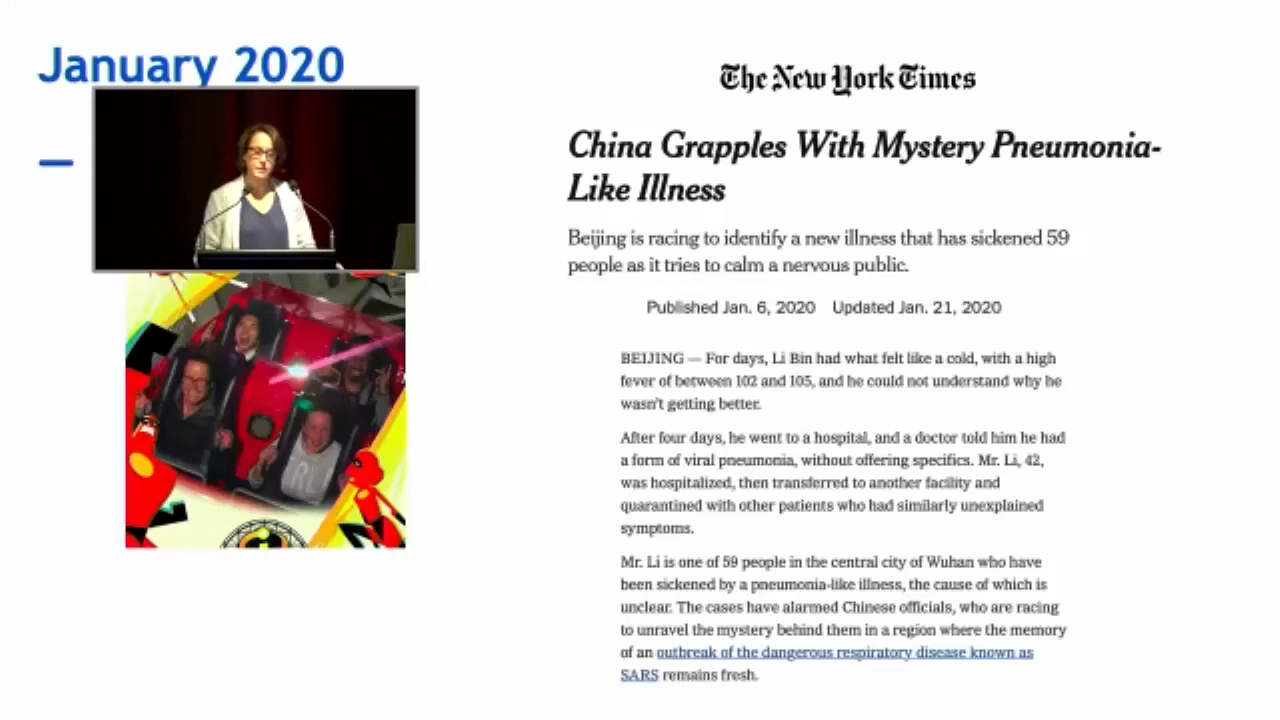 January 2020
–
The New York Times
China Grapples With Mystery Pneumonia-
Like Illness
Beijing is racing to identify a new illness that has sickened 59
people as it tries to calm a nervous public.
Published Jan. 6, 2020 Updated Jan. 21, 2020
BEIJING — For days, Li Bin had what felt like a cold, with a high
fever of between 102 and 105, and he could not understand why he
wasn't getting better.
After four days, he went to a hospital, and a doctor told him he had
a form of viral pneumonia, without offering specifics. Mr. Li, 42,
was hospitalized, then transferred to another facility and
quarantined with other patients who had similarly unexplained
symptoms.
Mr. Li is one of 59 people in the central city of Wuhan who have
been sickened by a pneumonia-like illness, the cause of which is
unclear. The cases have alarmed Chinese officials, who are racing
to unravel the mystery behind them in a region where the memory
of an outbreak of the dangerous respiratory disease known as
SARS remains fresh.